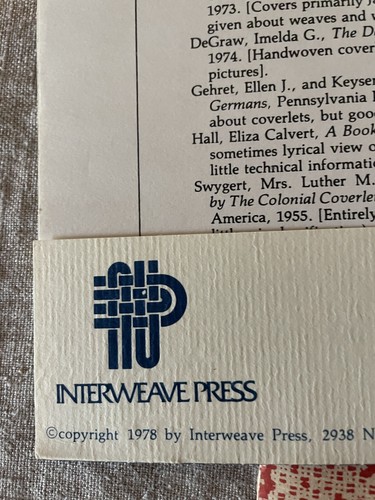 1973. [Covers primarily
given about weaves and
DeGraw, Imelda G., The
1974. [Handwoven cover
pictures].
Gehret, Ellen J., and Keyser
Germans, Pennsylvania
about coverlets, but goo
Hall, Eliza Calvert, A Book
sometimes lyrical view o
little technical informati
Swygert, Mrs. Luther M.
by The Colonial Coverle
America, 1955. [Entirely
INTERWEAVE PRESS
©copyright 1978 by Interweave Press, 2938 N